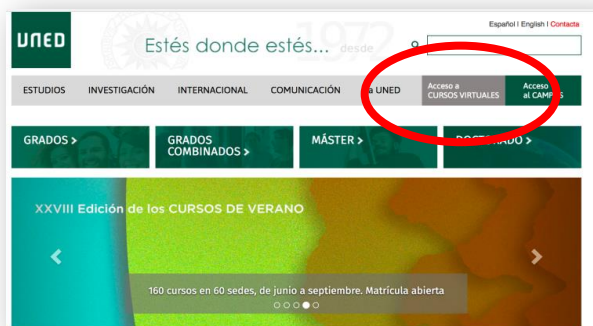 Español | English | Contacta
UNED
Estés donde estés... desde 1972
ESTUDIOS INVESTIGACIÓN INTERNACIONAL COMUNICACIÓN la UNED
Acceso a
CURSOS VIRTUALES
Acceso
al CAMPUS
GRADOS >
GRADOS
COMBINADOS >
MÁSTER >
DOCTORADO >
XXVIII Edición de los CURSOS DE VERANO
160 cursos en 60 sedes, de junio a septiembre. Matrícula abierta